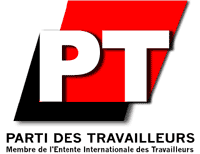 PT
PARTI DES TRAVAILLEURS
Membre de l'Entente Internationale des Travailleurs